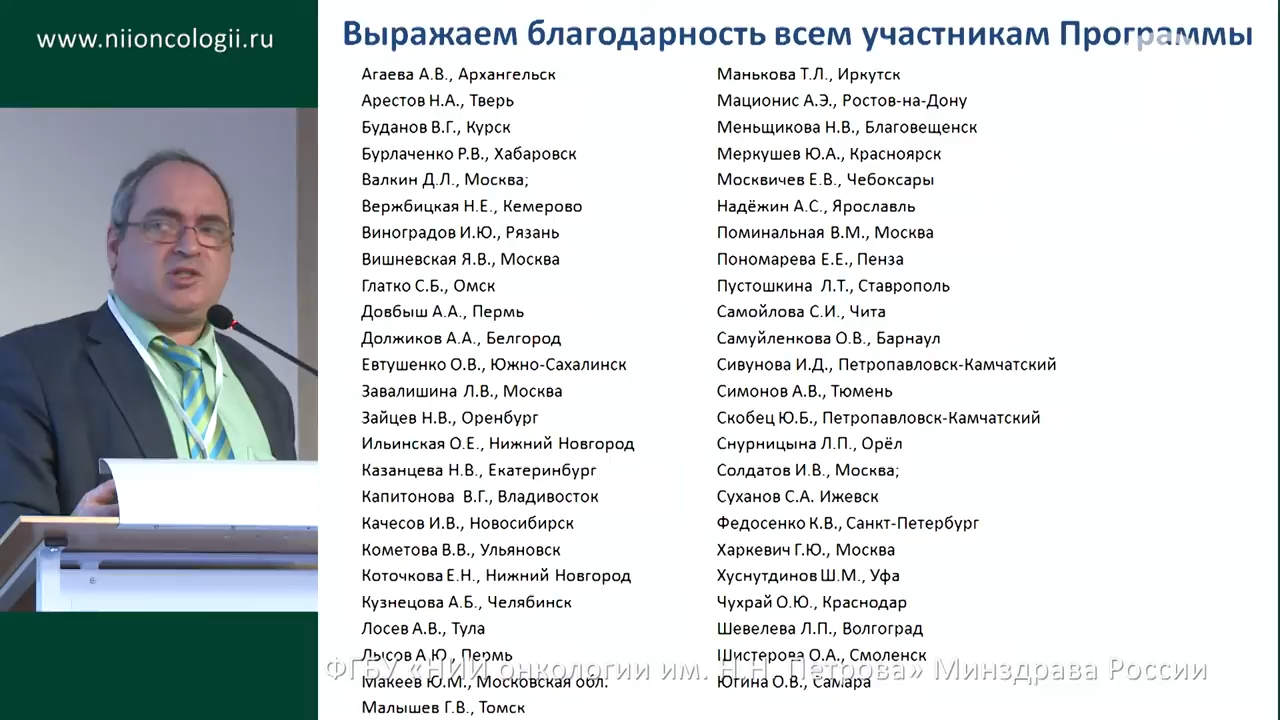 www.niioncologii.ru
Выражаем благодарность всем участникам Программы
Агаева А.В., Архангельск
Арестов Н.А., Тверь
Буданов В.Г., Курск
Бурлаченко Р.В., Хабаровск
Валкин Д.Л., Москва;
Вержбицкая Н.Е., Кемерово
Виноградов И.Ю., Рязань
Вишневская Я.В., Москва
Глатко С.Б., Омск
Довбыш А.А., Пермь
Должиков А.А., Белгород
Евтушенко О.В., Южно-Сахалинск
Завалишина Л.В., Москва
Зайцев Н.В., Оренбург
Ильинская О.Е., Нижний Новгород
Казанцева Н.В., Екатеринбург
Капитонова В.Г., Владивосток
Качесов И.В., Новосибирск
Кометова В.В., Ульяновск
Коточкова Е.Н., Нижний Новгород
Кузнецова А.Б., Челябинск
Лосев А.В., Тула
Лысов А.Ю., Пермь
Макеев Ю.М., Московская обл.
Малышев Г.В., Томск
Манькова Т.Л., Иркутск
Мационис А.Э., Ростов-на-Дону
Меньщикова Н.В., Благовещенск
Меркушев Ю.А., Красноярск
Москвичев Е.В., Чебоксары
Надёжин А.С., Ярославль
Поминальная В.М., Москва
Пономарева Е.Е., Пенза
Пустошкина Л.Т., Ставрополь
Самойлова С.И., Чита
Самуйленкова О.В., Барнаул
Сивунова И.Д., Петропавловск-Камчатский
Симонов А.В., Тюмень
Скобец Ю.Б., Петропавловск-Камчатский
Снурницына Л.П., Орёл
Солдатов И.В., Москва;
Суханов С.А. Ижевск
Федосенко К.В., Санкт-Петербург
Харкевич Г.Ю., Москва
Хуснутдинов Ш.М., Уфа
Чухрай О.Ю., Краснодар
Шевелева Л.П., Волгоград
Шистерова О.А., Смоленск
Югина О.В., Самара
ФГБУ «НИИ онкологии им. Н.Н. Петрова» Минздрава России